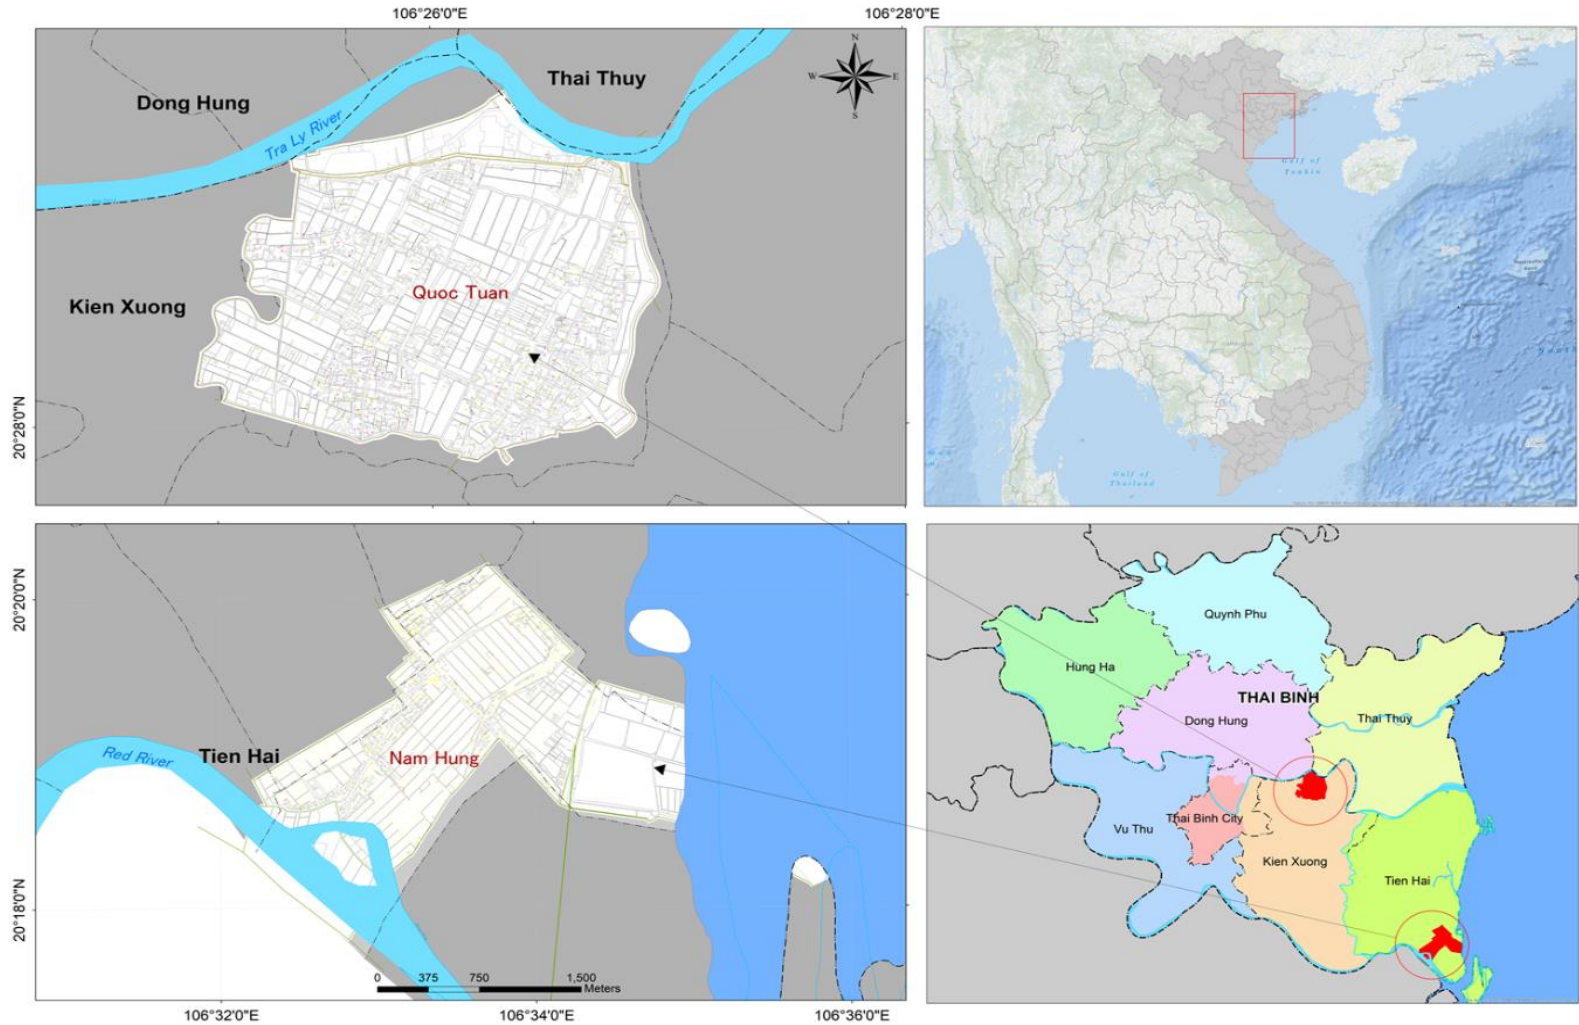 106°26'0"E
106°28'0"E
N
W
E
S
Dong Hung
Thai Thuy
Tra Ly River
Kien Xuong
Quoc Tuan
20°28'0"N
Gulf of
Tonkin
Gulf of
Thailand
20°20'0"N
20°18'0"N
Red River
Tien Hai
Nam Hung
0 375 750 1,500
Meters
106°32'0"E
106°34'0"E
106°36'0"E
Quynh Phu
Hung Ha
THAI BINH
Dong Hung
Thai Thuy
Vu Thu
Thai Binh City
Kien Xuong
Tien Hai